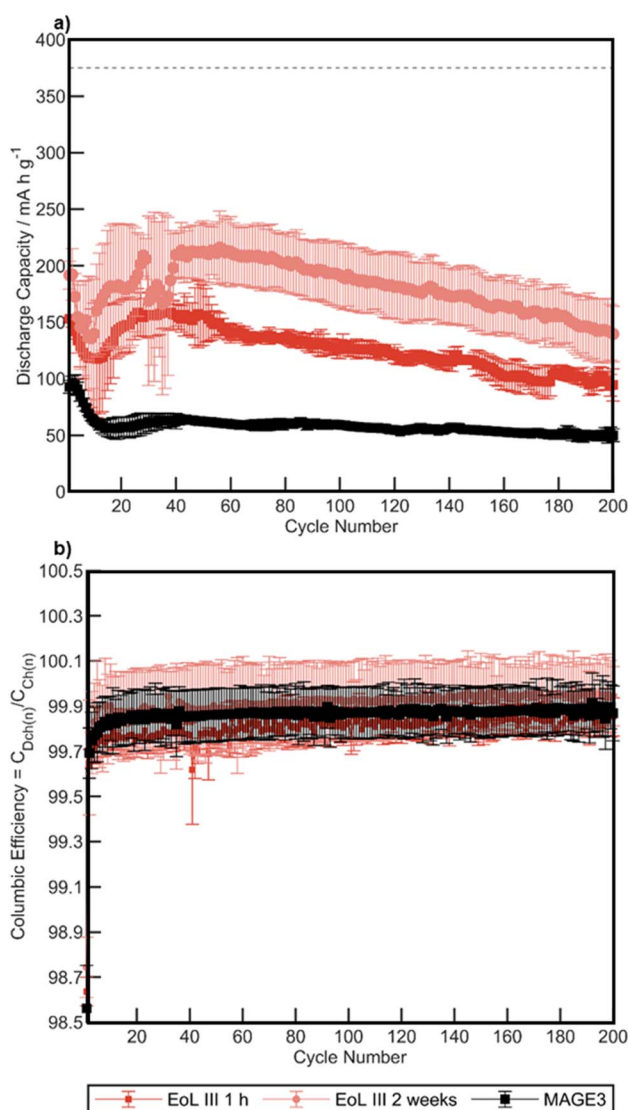 a)
400
350
300
250
200
150
100
50
0
20 40 60 80 100 120 140 160 180 200
Discharge Capacity / mA h g⁻¹
Cycle Number
b)
100.5
100.3
100.1
99.9
99.7
99.5
99.3
99.1
98.9
98.7
98.5
20 40 60 80 100 120 140 160 180 200
Columbic Efficiency = C_Dch(n)/C_Ch(n)
Cycle Number
EoL III 1 h EoL III 2 weeks MAGE3